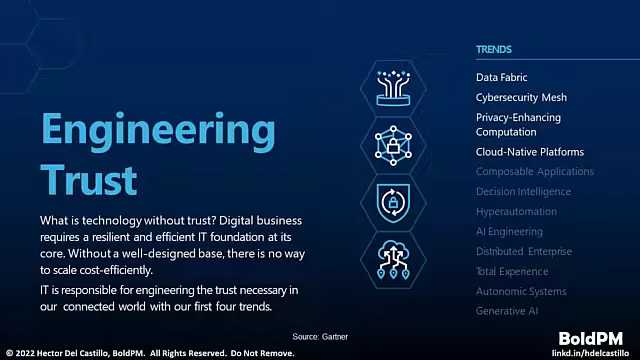 Engineering
Trust
What is technology without trust? Digital business
requires a resilient and efficient IT foundation at its
core. Without a well-designed base, there is no way
to scale cost-efficiently.
IT is responsible for engineering the trust necessary in
our connected world with our first four trends.
TRENDS
Data Fabric
Cybersecurity Mesh
Privacy-Enhancing
Computation
Cloud-Native Platforms
Composable Applications
Decision Intelligence
Hyperautomation
AI Engineering
Distributed Enterprise
Total Experience
Autonomic Systems
Generative AI
Source: Gartner
BoldPM
© 2022 Hector Del Castillo, BoldPM. All Rights Reserved. Do Not Remove.
linkd.in/hdelcastillo